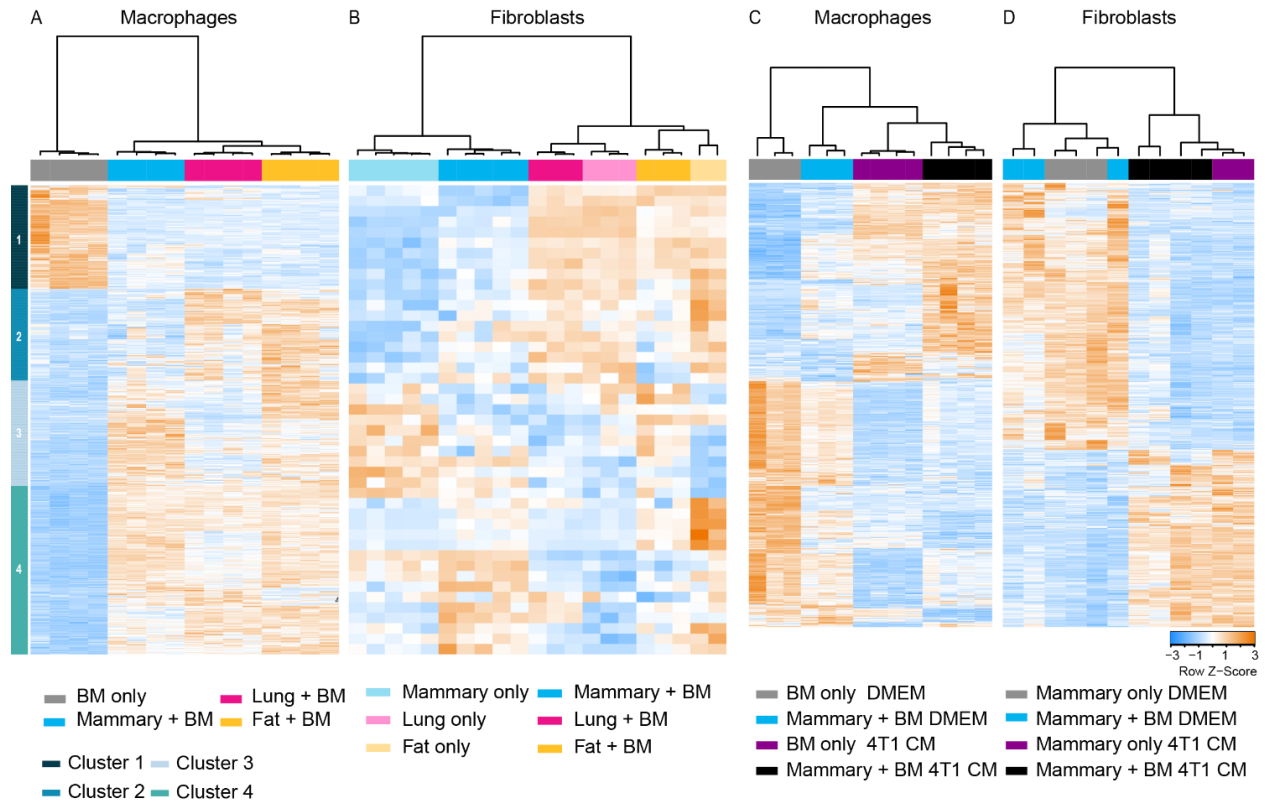 A Macrophages B Fibroblasts C Macrophages D Fibroblasts
1
2
3
4
−3 −1 1 3
Row Z−Score
BM only
Lung + BM
Mammary + BM
Fat + BM
Cluster 1
Cluster 3
Cluster 2
Cluster 4
Mammary only
Mammary + BM
Lung only
Lung + BM
Fat only
Fat + BM
BM only DMEM
Mammary + BM DMEM
BM only 4T1 CM
Mammary + BM 4T1 CM
Mammary only DMEM
Mammary + BM DMEM
Mammary only 4T1 CM
Mammary + BM 4T1 CM